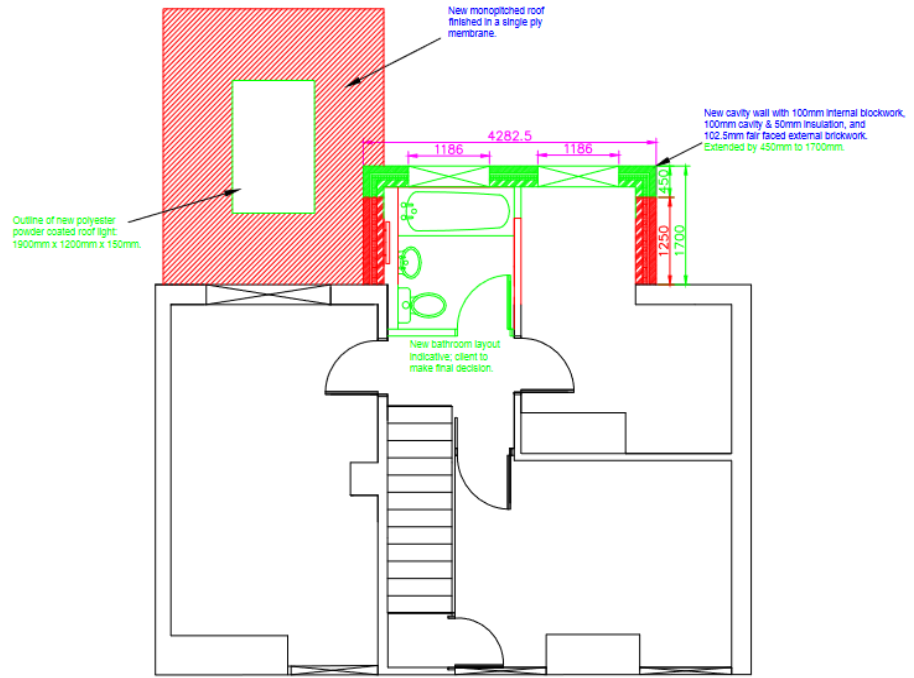 New monopitched roof
finished in a single ply
membrane.
New cavity wall with 100mm internal blockwork,
100mm cavity & 50mm insulation, and
102.5mm fair faced external brickwork.
Extended by 450mm to 1700mm.
4282.5
1186
1186
450
1250
1700
Outline of new polyester
powder coated roof light
1900mm x 1200mm x 150mm.
New bathroom layout
indicative; client to
make final decision.